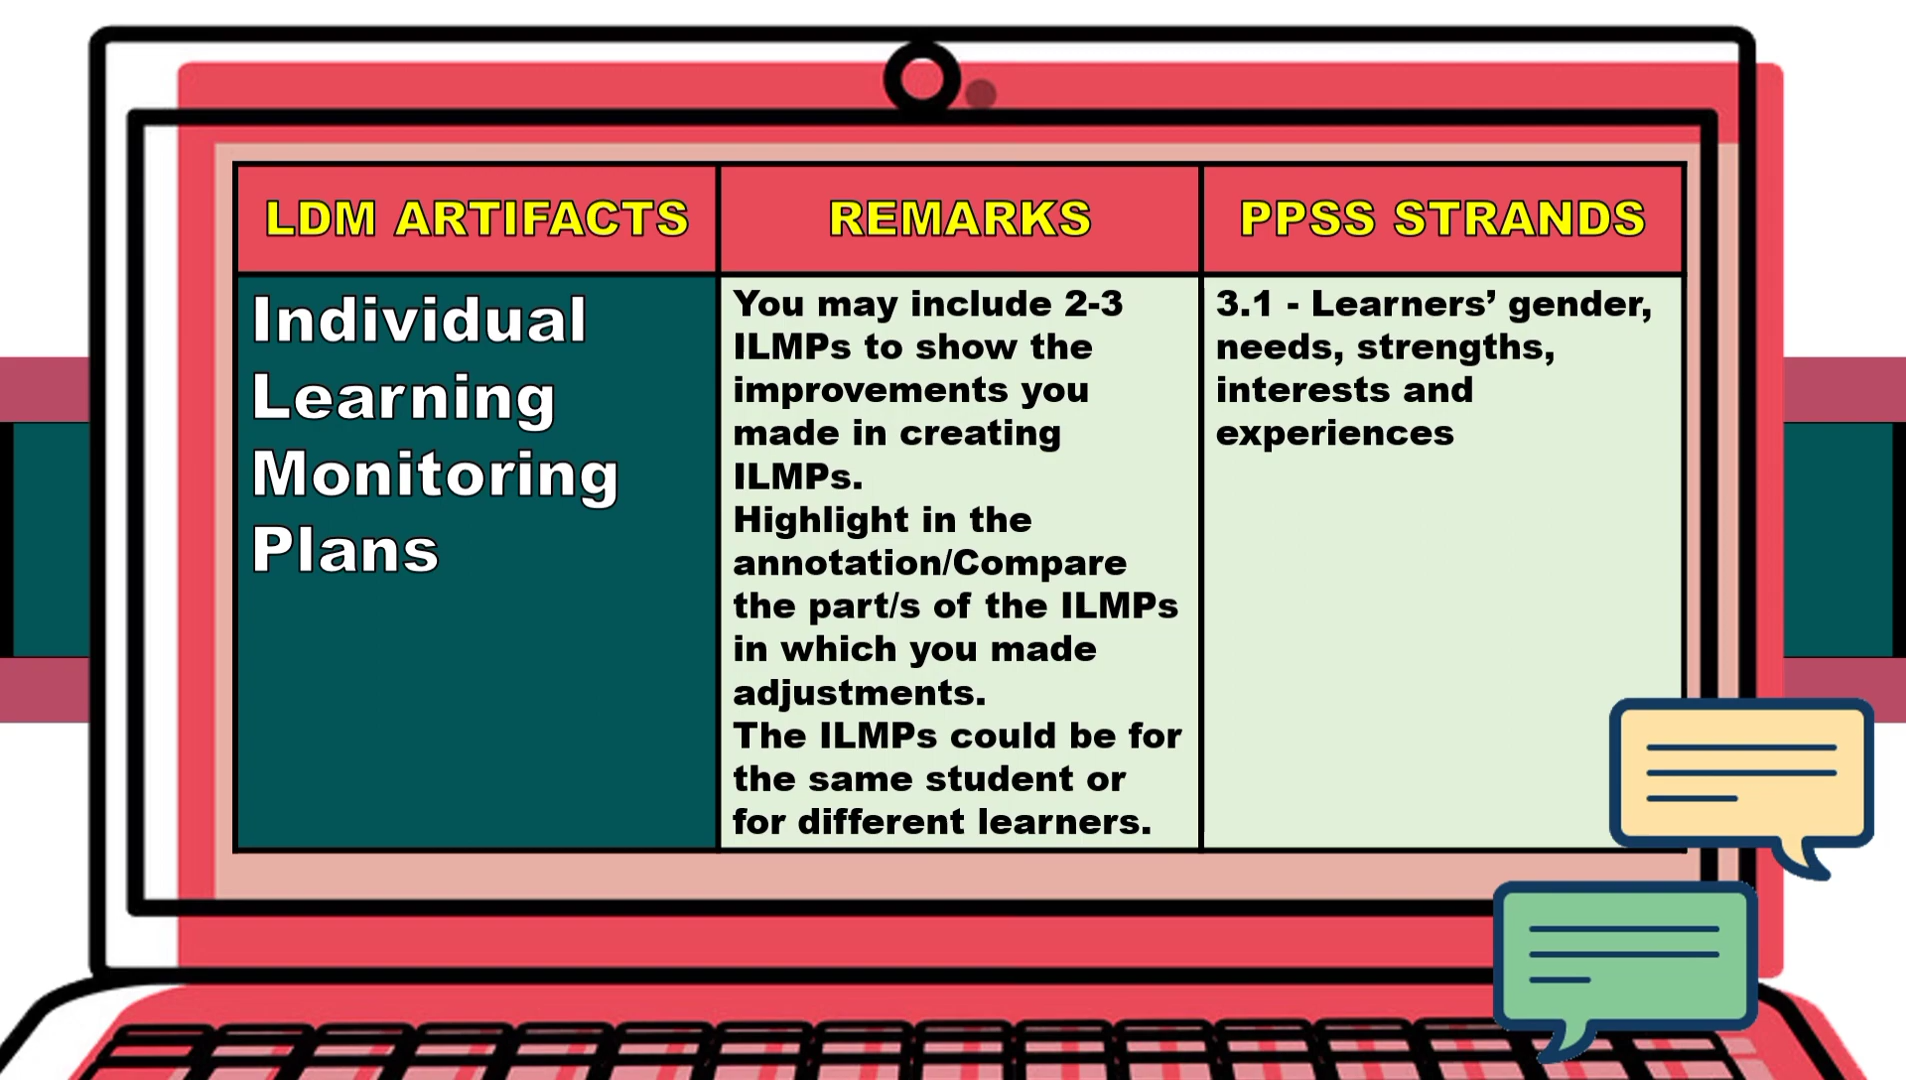 LDM ARTIFACTS
REMARKS
PPSS STRANDS
Individual
Learning
Monitoring
Plans
You may include 2-3
ILMPs to show the
improvements you
made in creating
ILMPs.
Highlight in the
annotation/Compare
the part/s of the ILMPs
in which you made
adjustments.
The ILMPs could be for
the same student or
for different learners.
3.1 - Learners’ gender,
needs, strengths,
interests and
experiences